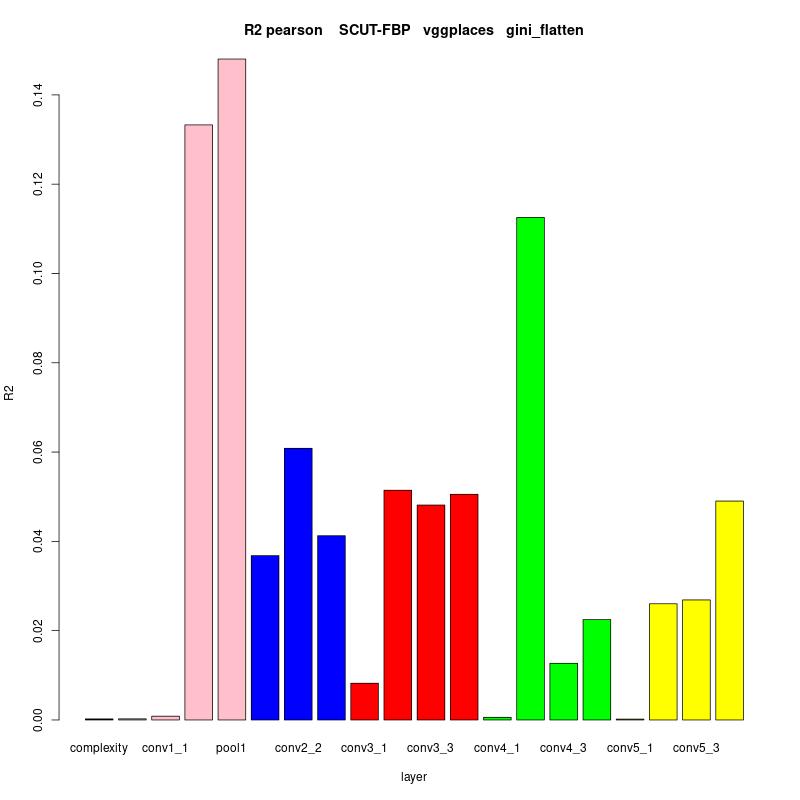 R2 pearson SCUT-FBP vggplaces gini_flatten
0.14
0.12
0.10
0.08
0.06
0.04
0.02
0.00
R2
complexity conv1_1 pool1 conv2_2 conv3_1 conv3_3 conv4_1 conv4_3 conv5_1 conv5_3
layer